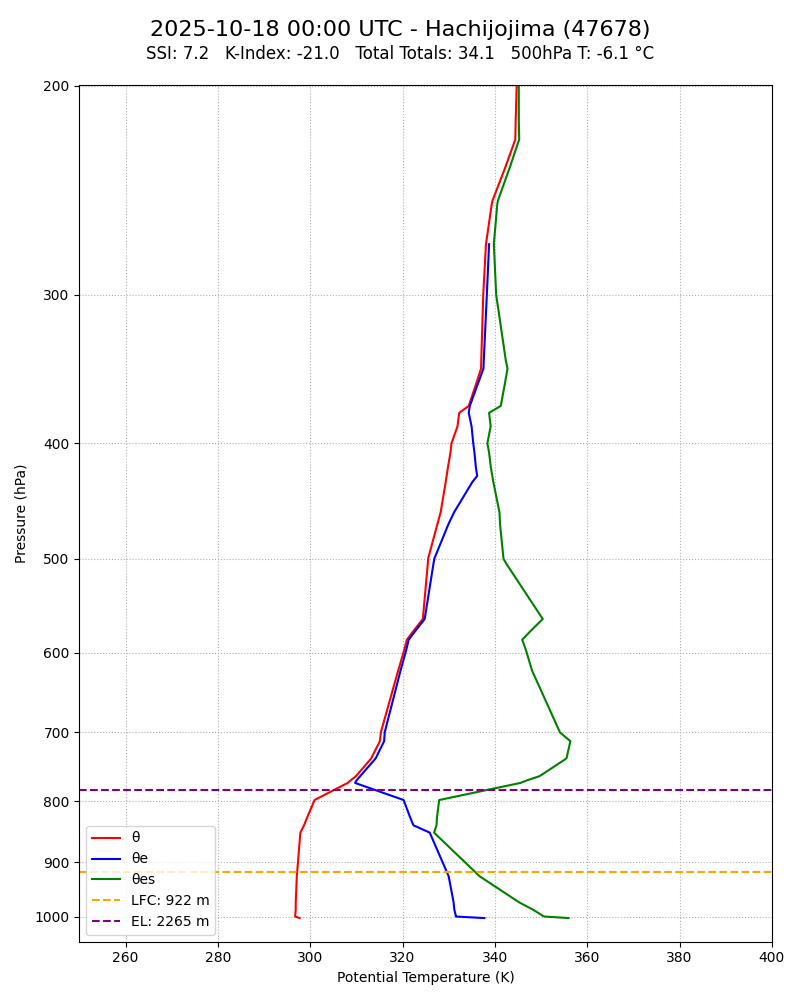 2025-10-18 00:00 UTC - Hachijojima (47678)
SSI: 7.2   K-Index: -21.0   Total Totals: 34.1   500hPa T: -6.1 °C
200
300
400
500
600
700
800
900
1000
Pressure (hPa)
θ
θe
θes
LFC: 922 m
EL: 2265 m
260 280 300 320 340 360 380 400
Potential Temperature (K)